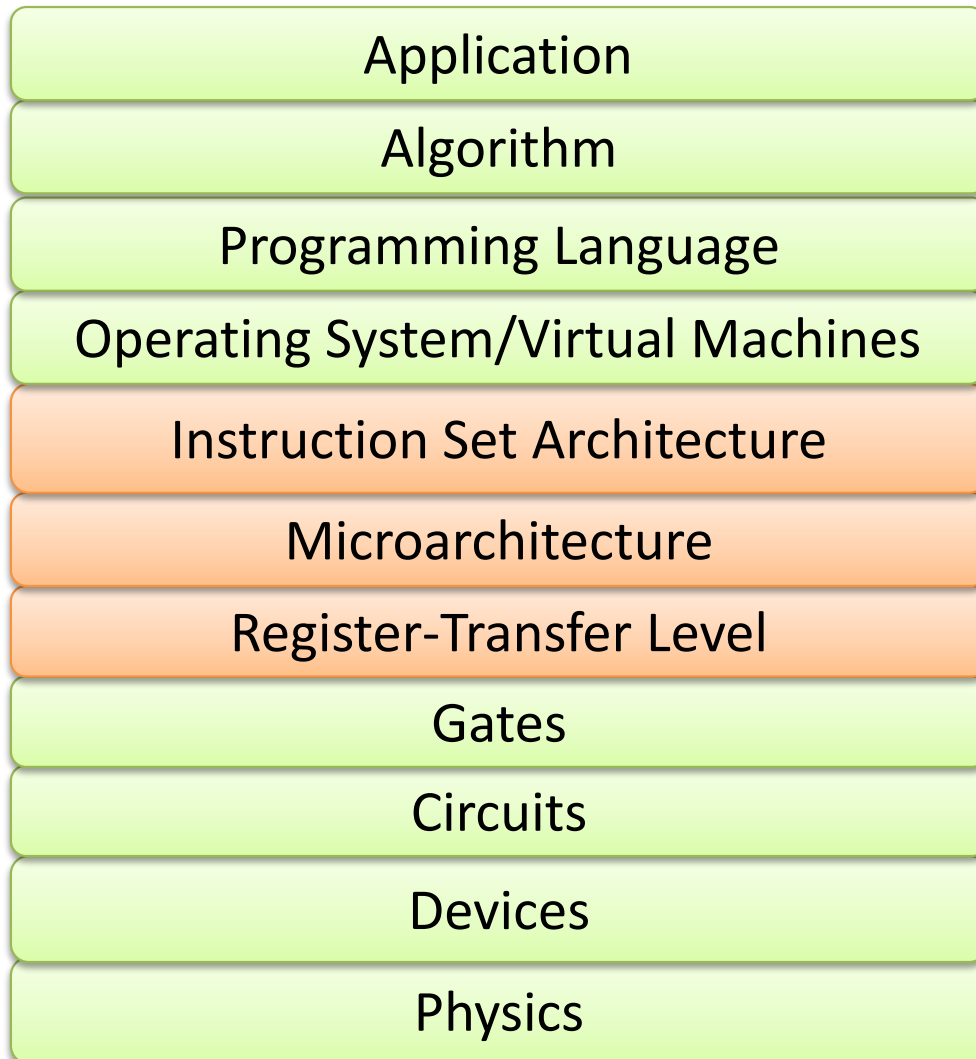 Application
Algorithm
Programming Language
Operating System/Virtual Machines
Instruction Set Architecture
Microarchitecture
Register-Transfer Level
Gates
Circuits
Devices
Physics